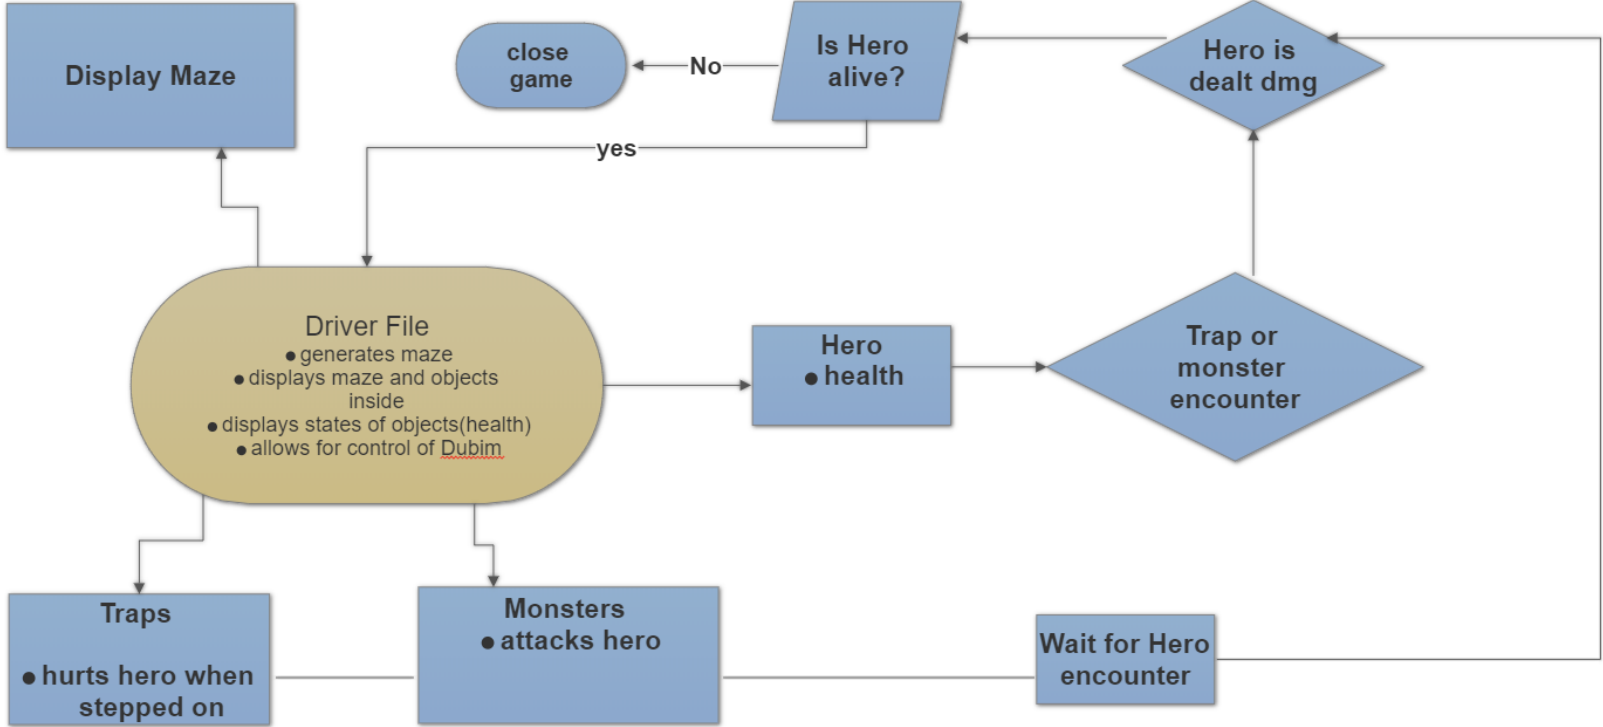 Display Maze
close
game
No
Is Hero
alive?
Hero is
dealt dmg
yes
Driver File
● generates maze
● displays maze and objects
inside
● displays states of objects(health)
● allows for control of Dubim
Hero
● health
Trap or
monster
encounter
Traps
● hurts hero when
stepped on
Monsters
● attacks hero
Wait for Hero
encounter